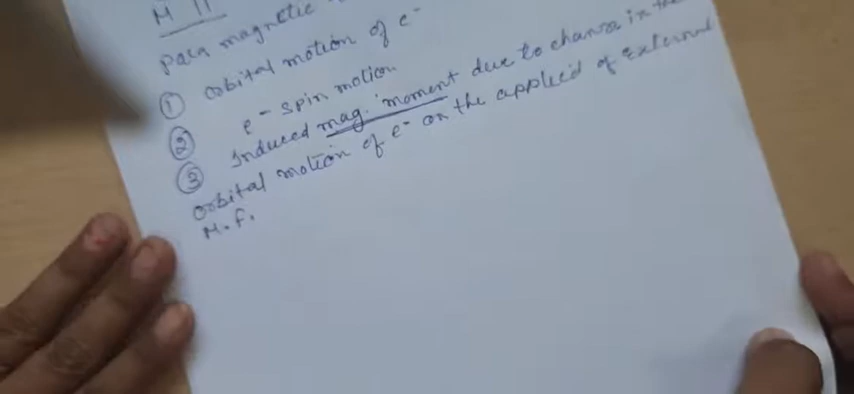 para magnetic
① orbital motion of e⁻
② e⁻ spin motion
③ Induced mag. moment due to change in the
orbital motion of e⁻ on the applied of external
M.F.